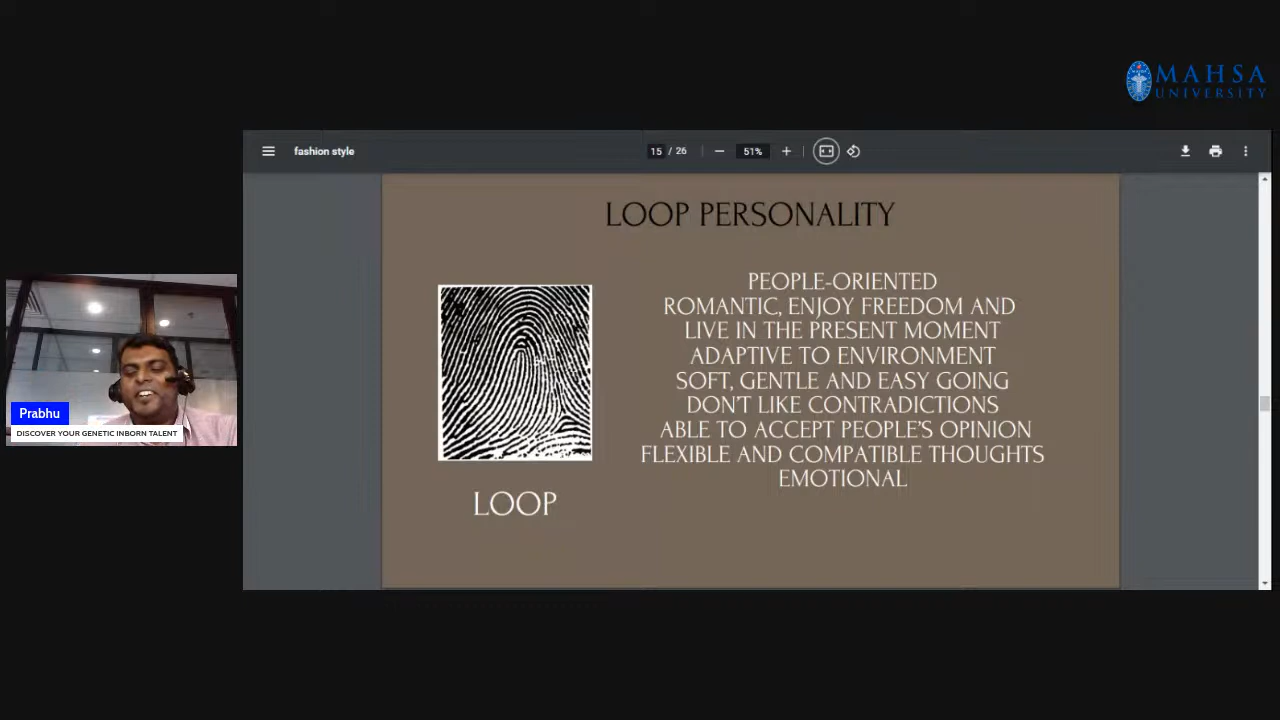 MAHSA
UNIVERSITY
fashion style
15 / 26
51%
LOOP PERSONALITY
PEOPLE-ORIENTED
ROMANTIC, ENJOY FREEDOM AND
LIVE IN THE PRESENT MOMENT
ADAPTIVE TO ENVIRONMENT
SOFT, GENTLE AND EASY GOING
DON'T LIKE CONTRADICTIONS
ABLE TO ACCEPT PEOPLE'S OPINION
FLEXIBLE AND COMPATIBLE THOUGHTS
EMOTIONAL
LOOP
Prabhu
DISCOVER YOUR GENETIC INBORN TALENT